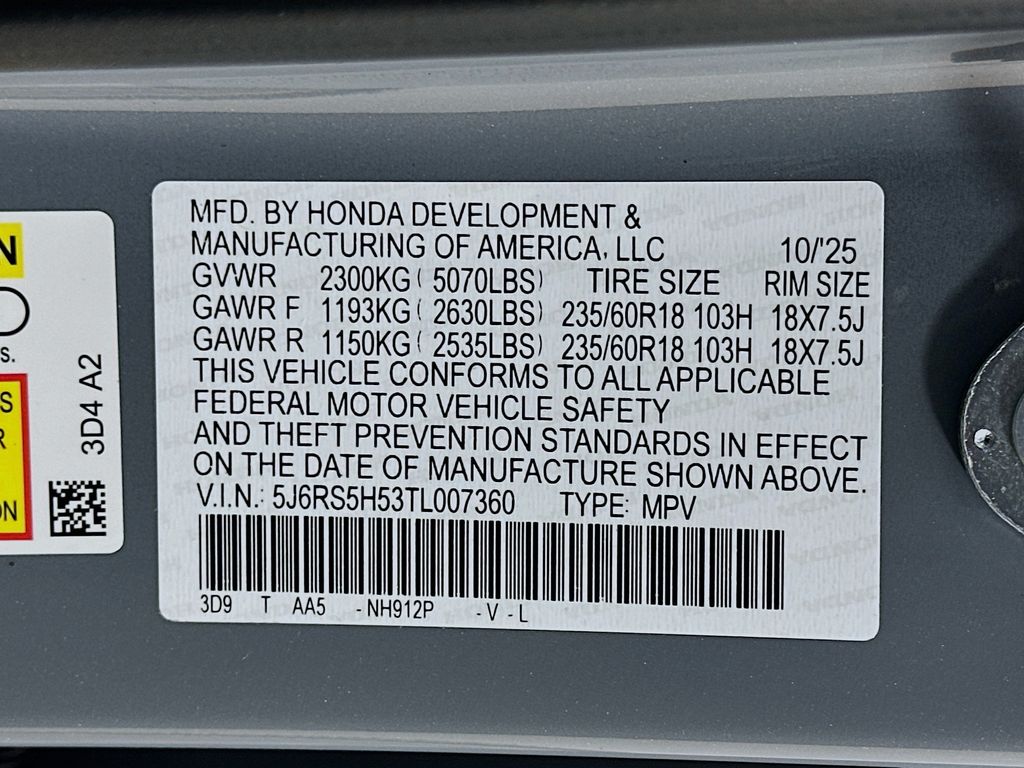 MFD. BY HONDA DEVELOPMENT &
MANUFACTURING OF AMERICA, LLC 10/'25
GVWR 2300KG ( 5070LBS) TIRE SIZE RIM SIZE
GAWR F 1193KG ( 2630LBS) 235/60R18 103H 18X7.5J
GAWR R 1150KG ( 2535LBS) 235/60R18 103H 18X7.5J
THIS VEHICLE CONFORMS TO ALL APPLICABLE
FEDERAL MOTOR VEHICLE SAFETY
AND THEFT PREVENTION STANDARDS IN EFFECT
ON THE DATE OF MANUFACTURE SHOWN ABOVE.
V.I.N.: 5J6RS5H53TL007360 TYPE: MPV
3D9 T AA5 -NH912P -V -L
3D4 A2
N
S.
S
R
ON